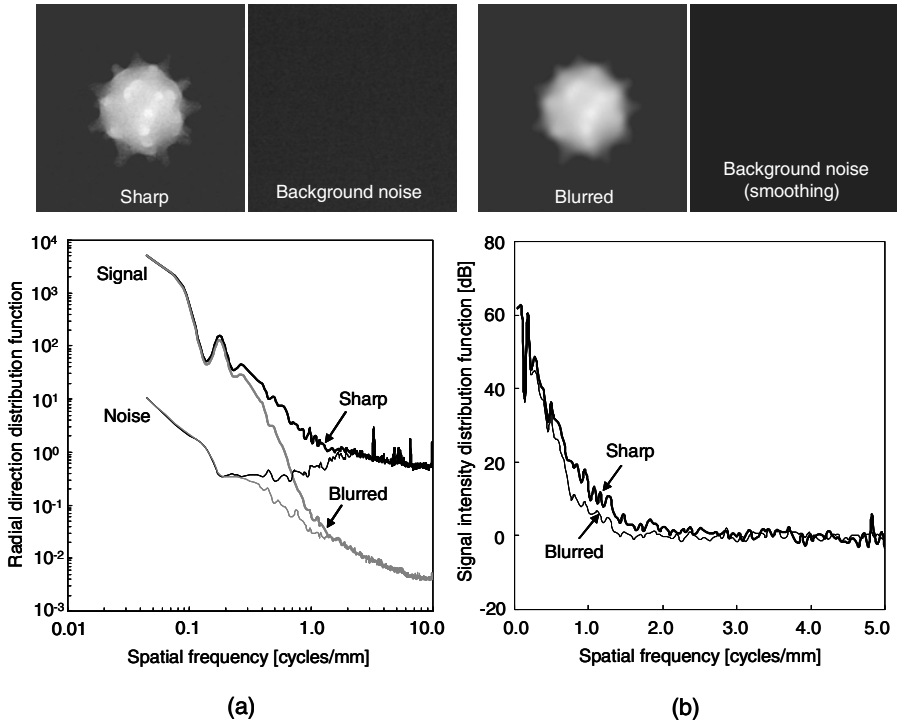 Sharp
Background noise
Blurred
Background noise
(smoothing)
Radial direction distribution function
10⁴
10³
10²
10¹
10⁰
10⁻¹
10⁻²
10⁻³
Signal
Noise
Sharp
Blurred
0.01
0.1
1.0
10.0
Spatial frequency [cycles/mm]
(a)
Signal intensity distribution function [dB]
80
60
40
20
0
-20
Sharp
Blurred
0.0
1.0
2.0
3.0
4.0
5.0
Spatial frequency [cycles/mm]
(b)